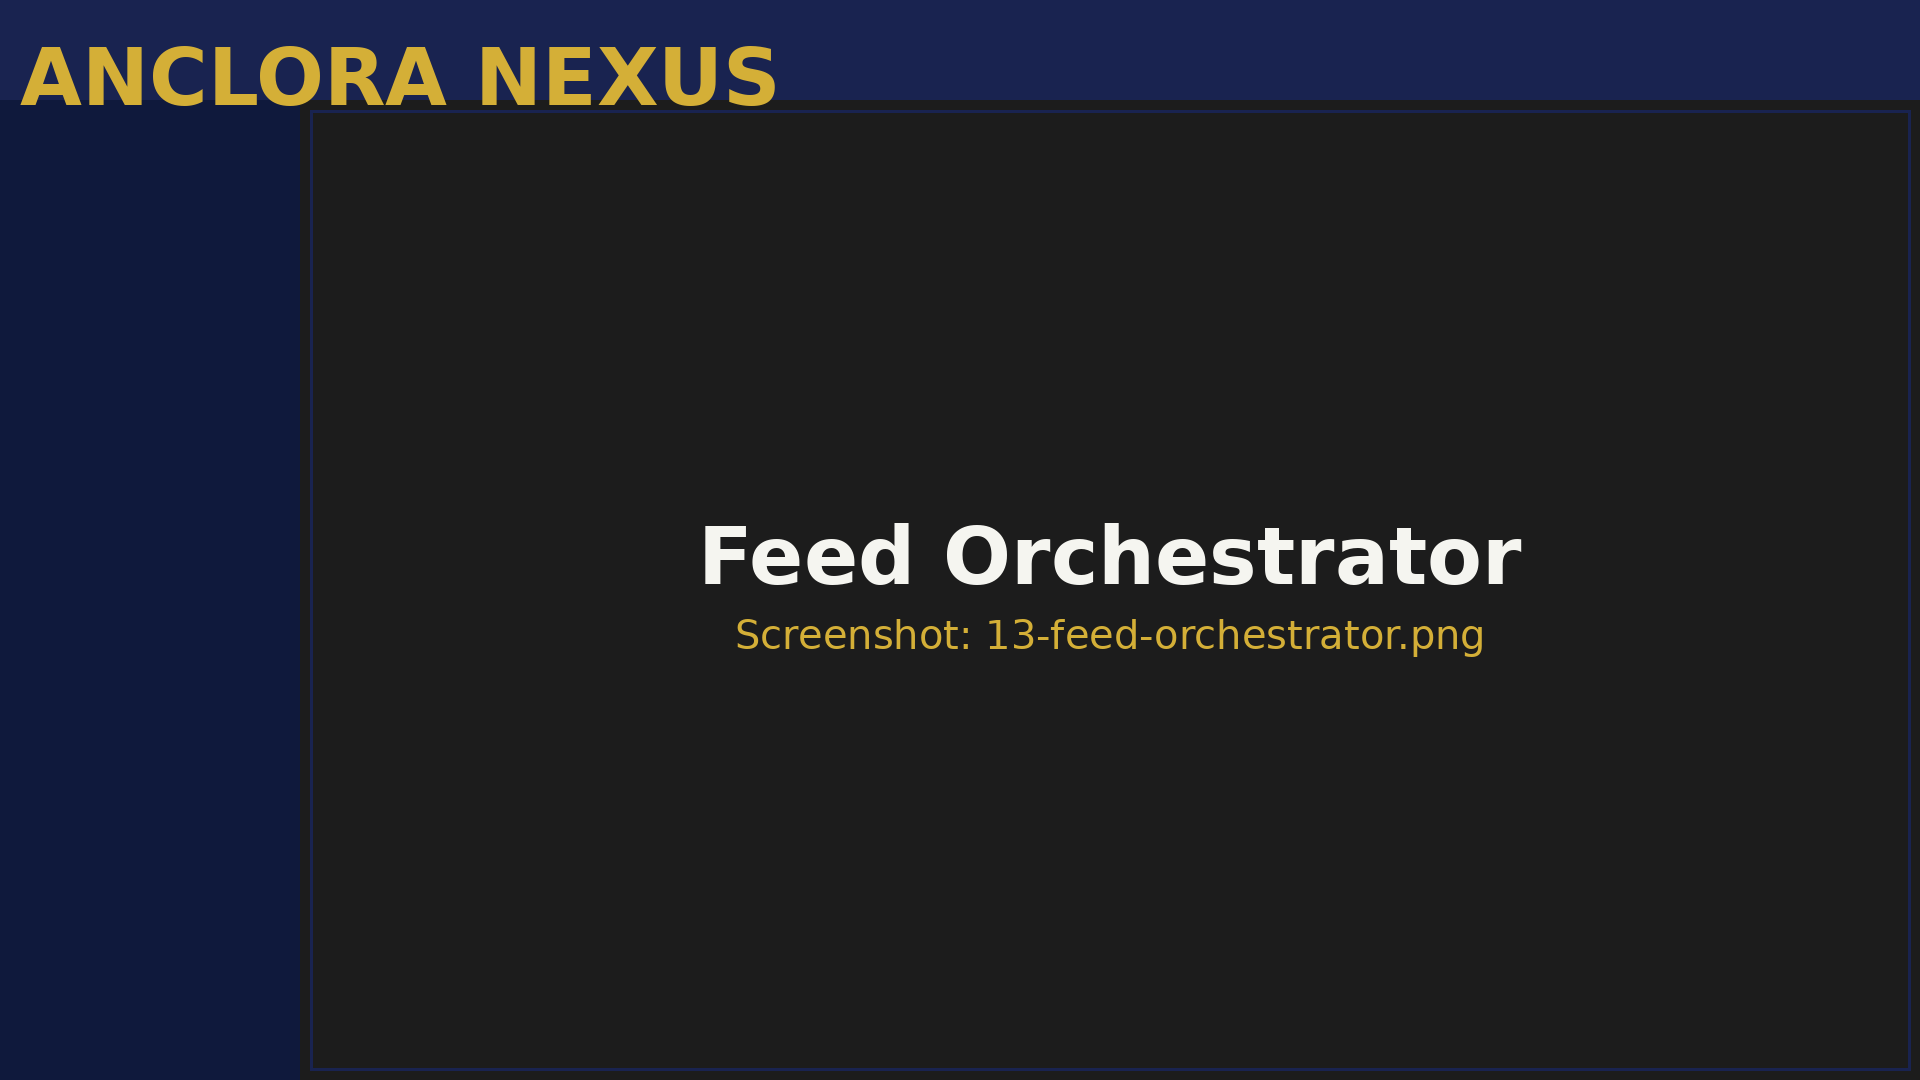 ANCLORA NEXUS
Feed Orchestrator
Screenshot: 13-feed-orchestrator.png